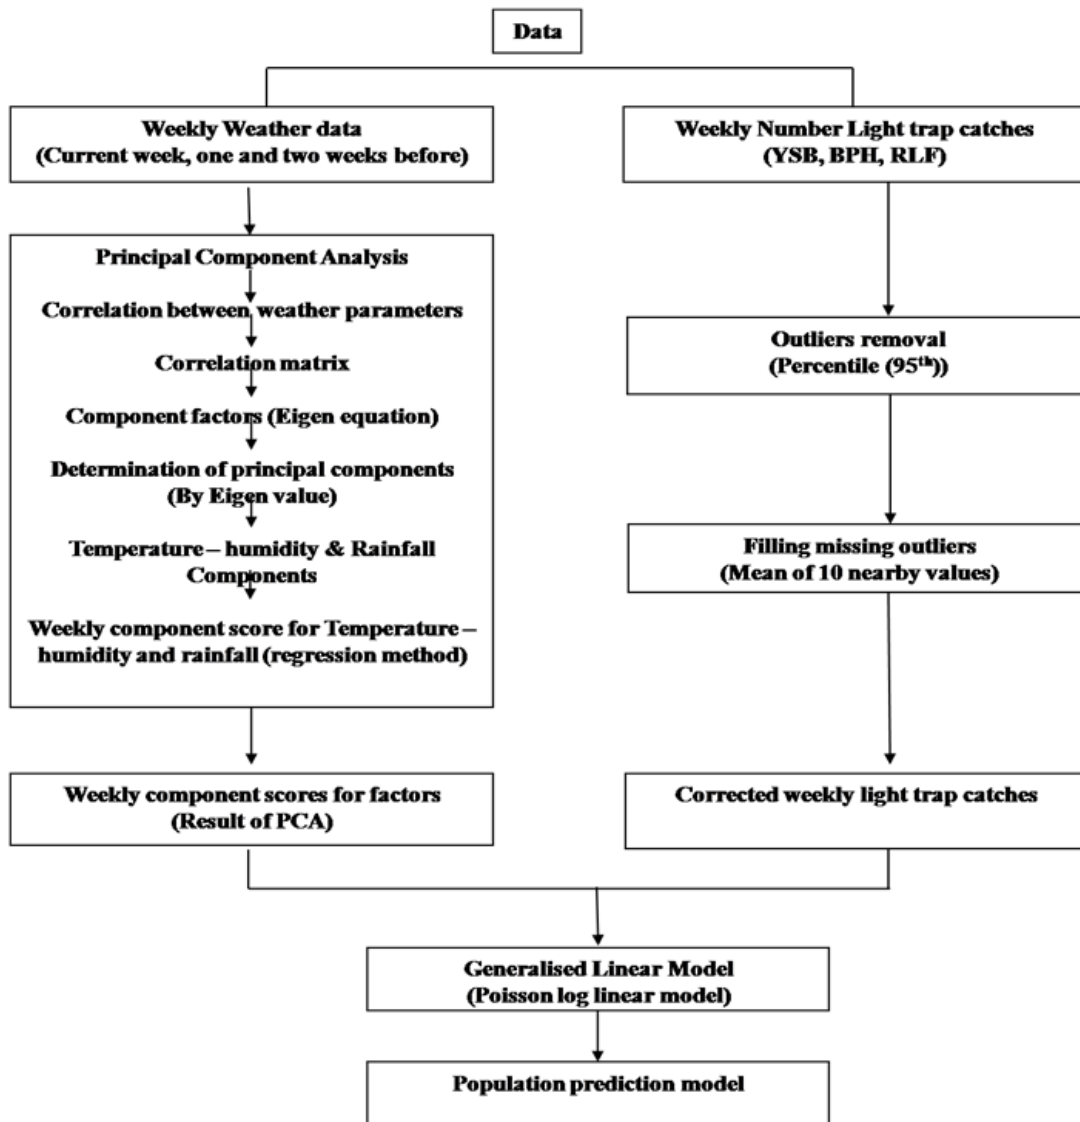 Data
Weekly Weather data
(Current week, one and two weeks before)
Weekly Number Light trap catches
(YSB, BPH, RLF)
Principal Component Analysis
Correlation between weather parameters
Correlation matrix
Component factors (Eigen equation)
Determination of principal components
(By Eigen value)
Temperature – humidity & Rainfall
Components
Weekly component score for Temperature –
humidity and rainfall (regression method)
Outliers removal
(Percentile (95th))
Filling missing outliers
(Mean of 10 nearby values)
Weekly component scores for factors
(Result of PCA)
Corrected weekly light trap catches
Generalised Linear Model
(Poisson log linear model)
Population prediction model